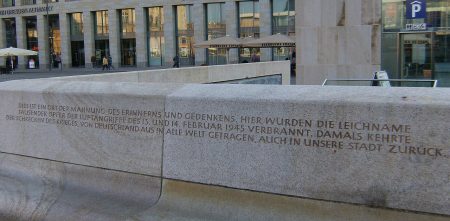 DIES IST EIN ORT DER MAHNUNG, DES ERINNERNS UND GEDENKENS. HIER WURDEN DIE LEICHNAME
TAUSENDER OPFER DER LUFTANGRIFFE DES 13. UND 14. FEBRUAR 1945 VERBRANNT. DAMALS KEHRTE
DER SCHRECKEN DES KRIEGES, VON DEUTSCHLAND AUS IN ALLE WELT GETRAGEN, AUCH IN UNSERE STADT ZURÜCK.
P